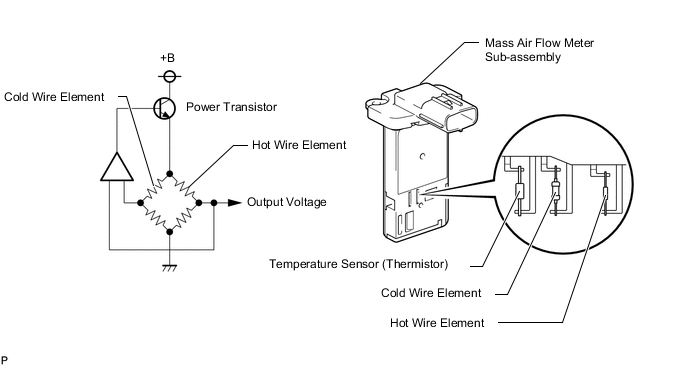 +B
Cold Wire Element
Power Transistor
Hot Wire Element
Output Voltage
Mass Air Flow Meter
Sub-assembly
Temperature Sensor (Thermistor)
Cold Wire Element
Hot Wire Element
P